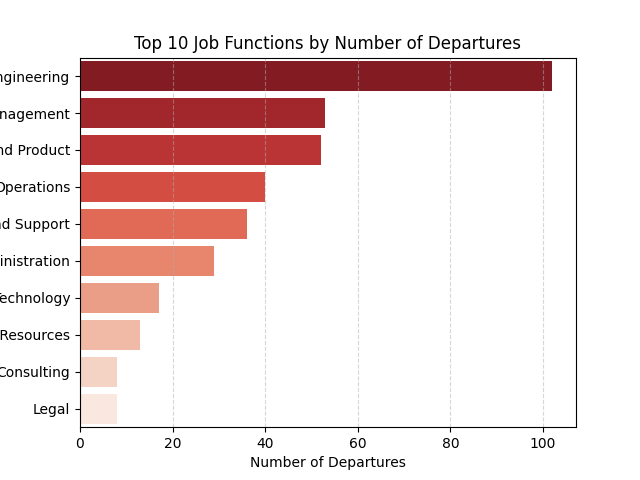 Top 10 Job Functions by Number of Departures
ngineering
nagement
nd Product
Operations
nd Support
inistration
Technology
Resources
Consulting
Legal
0 20 40 60 80 100
Number of Departures